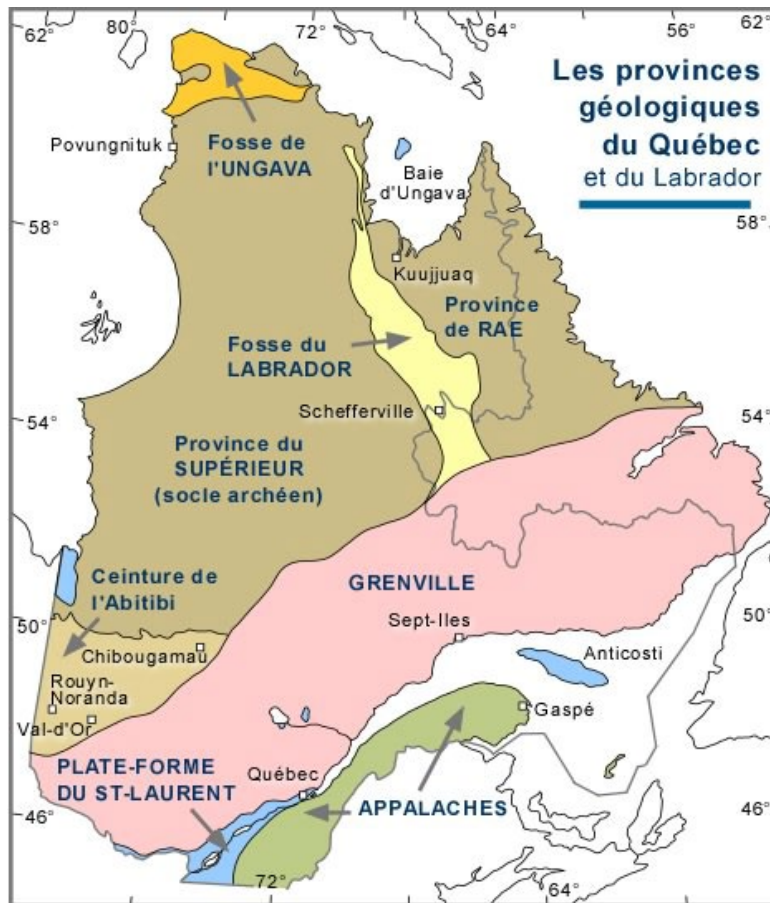 62°
80°
72°
64°
56°
62°
Les provinces
géologiques
du Québec
et du Labrador
Fosse de
l'UNGAVA
Povungnituk
Baie
d'Ungava
58°
58°
Kuujjuaq
Province
de RAE
Fosse du
LABRADOR
Schefferville
54°
54°
Province du
SUPÉRIEUR
(socle archéen)
Ceinture de
l'Abitibi
GRENVILLE
50°
50°
Sept-Iles
Chibougamau
Anticosti
Rouyn-
Noranda
Gaspé
Val-d'Or
PLATE-FORME
DU ST-LAURENT
Québec
APPALACHES
46°
46°
72°
64°